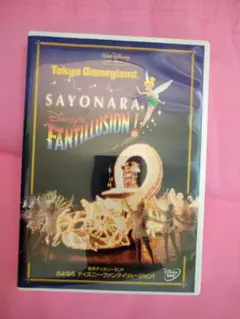 WALT DISNEY
Tokyo Disneyland
SAYONARA
Disney's
FANTILLUSION!
東京ディズニーランド
さよなら ディズニー・ファンティリュージョン!
Disney DVD